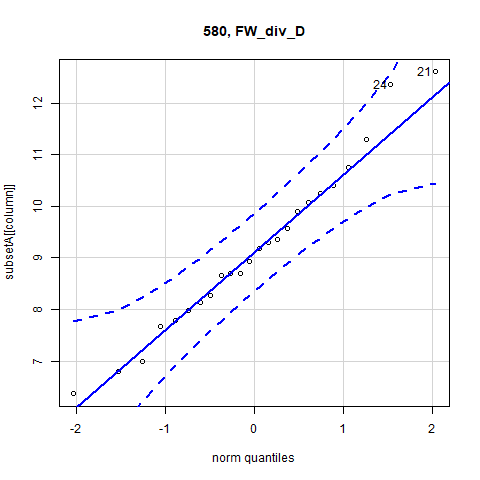 580, FW_div_D
21
24
12
11
10
9
8
7
subsetA[[column]]
-2 -1 0 1 2
norm quantiles